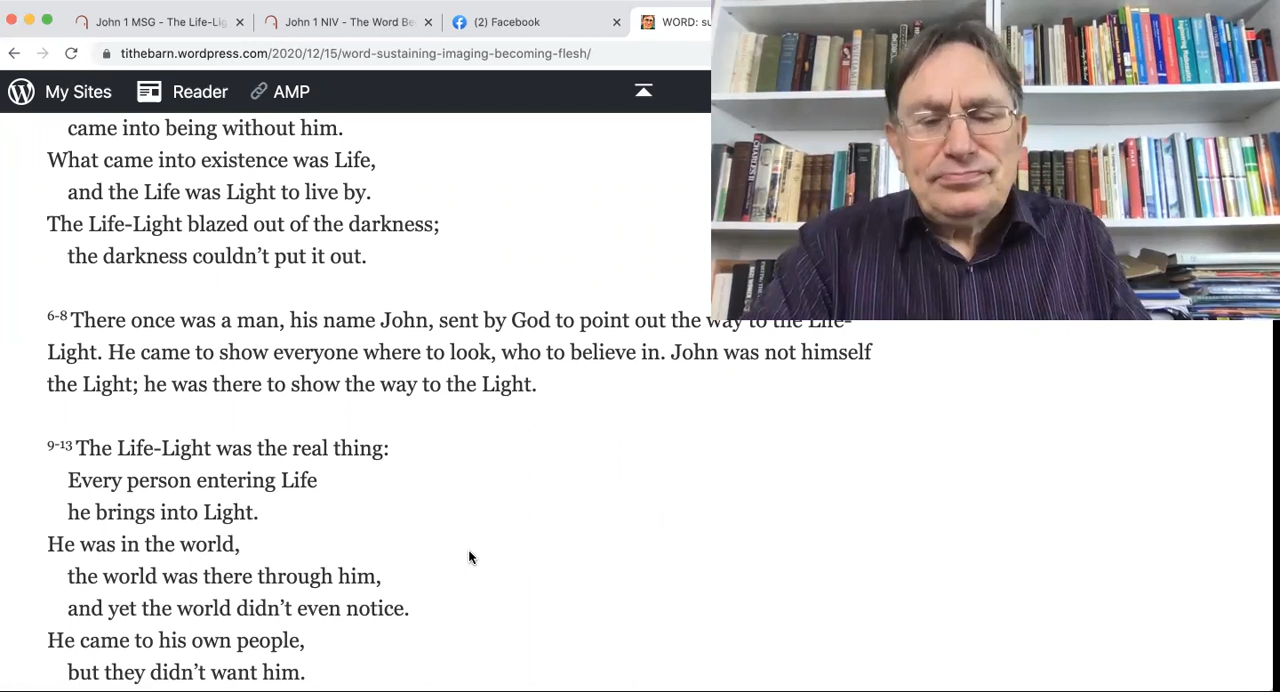 John 1 MSG - The Life-Lig
John 1 NIV - The Word Be
(2) Facebook
WORD: su
tithebarn.wordpress.com/2020/12/15/word-sustaining-imaging-becoming-flesh/
My Sites
Reader
AMP
came into being without him.
What came into existence was Life,
and the Life was Light to live by.
The Life-Light blazed out of the darkness;
the darkness couldn’t put it out.
6-8 There once was a man, his name John, sent by God to point out the way to the Life-
Light. He came to show everyone where to look, who to believe in. John was not himself
the Light; he was there to show the way to the Light.
9-13 The Life-Light was the real thing:
Every person entering Life
he brings into Light.
He was in the world,
the world was there through him,
and yet the world didn’t even notice.
He came to his own people,
but they didn’t want him.
CHARLES II